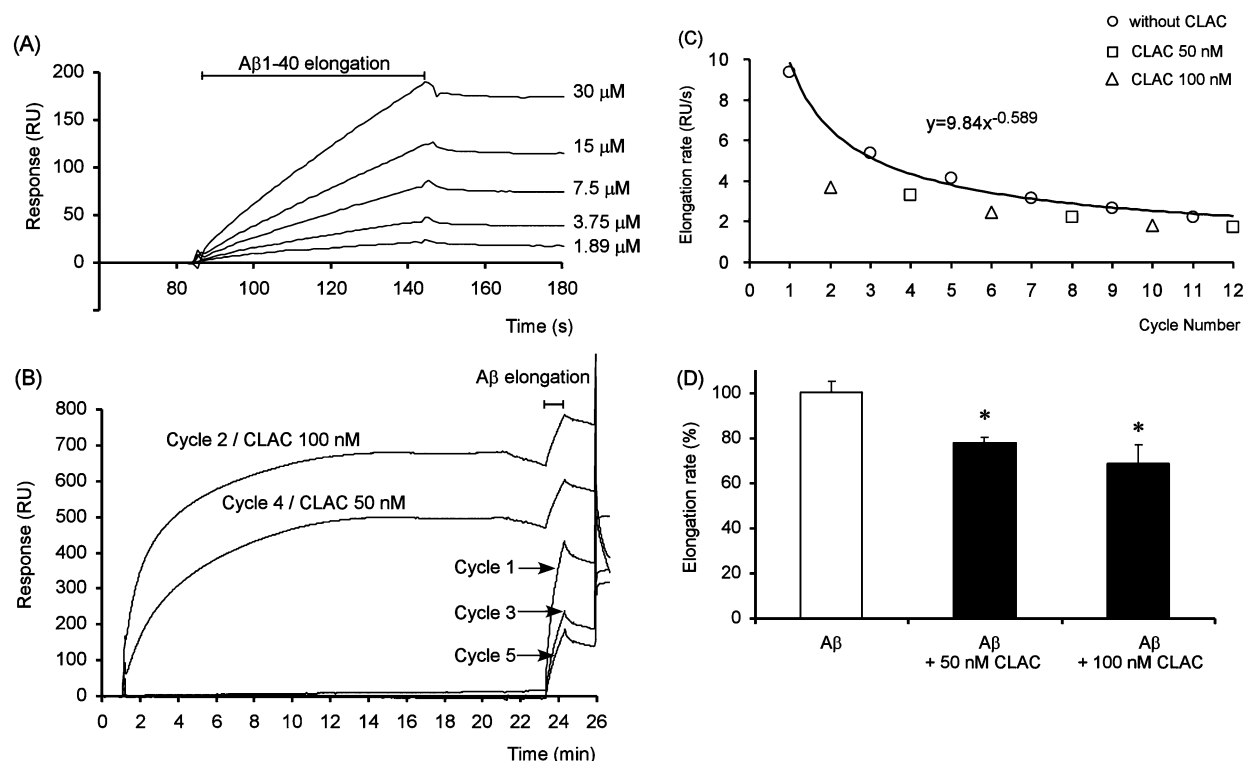 (A)
Aβ1-40 elongation
Response (RU)
200
150
100
50
0
30 μM
15 μM
7.5 μM
3.75 μM
1.89 μM
80 100 120 140 160 180
Time (s)
(B)
Aβ elongation
Response (RU)
800
700
600
500
400
300
200
100
0
Cycle 2 / CLAC 100 nM
Cycle 4 / CLAC 50 nM
Cycle 1
Cycle 3
Cycle 5
0 2 4 6 8 10 12 14 16 18 20 22 24 26
Time (min)
(C)
without CLAC
CLAC 50 nM
CLAC 100 nM
Elongation rate (RU/s)
10
8
6
4
2
0
y=9.84x-0.589
0 1 2 3 4 5 6 7 8 9 10 11 12
Cycle Number
(D)
Elongation rate (%)
100
80
60
40
20
0
*
*
Aβ
Aβ
+ 50 nM CLAC
Aβ
+ 100 nM CLAC